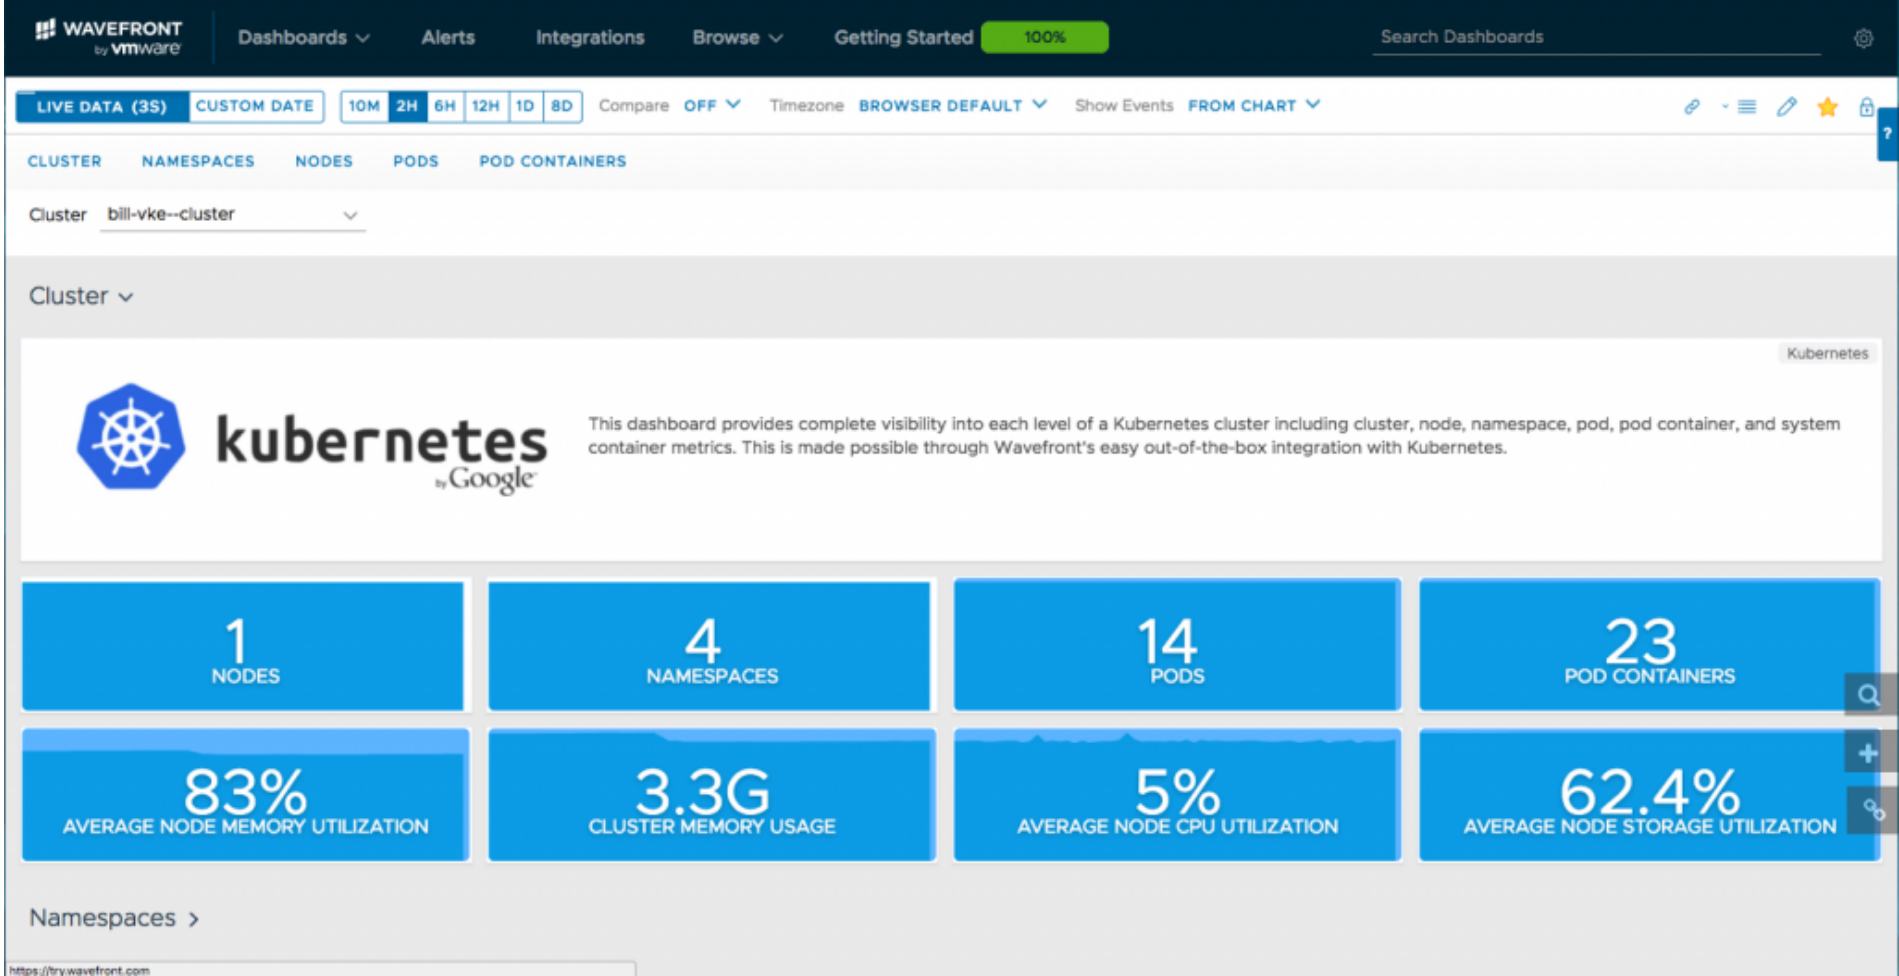 WAVEFRONT
by vmware
Dashboards Alerts Integrations Browse Getting Started 100% Search Dashboards
LIVE DATA (3S) CUSTOM DATE 10M 2H 6H 12H 1D 8D Compare OFF Timezone BROWSER DEFAULT Show Events FROM CHART
?
CLUSTER NAMESPACES NODES PODS POD CONTAINERS
Cluster bill-vke--cluster
Cluster
Kubernetes
kubernetes
by Google
This dashboard provides complete visibility into each level of a Kubernetes cluster including cluster, node, namespace, pod, pod container, and system
container metrics. This is made possible through Wavefront's easy out-of-the-box integration with Kubernetes.
1
NODES
4
NAMESPACES
14
PODS
23
POD CONTAINERS
83%
AVERAGE NODE MEMORY UTILIZATION
3.3G
CLUSTER MEMORY USAGE
5%
AVERAGE NODE CPU UTILIZATION
62.4%
AVERAGE NODE STORAGE UTILIZATION
Namespaces
https://try.wavefront.com